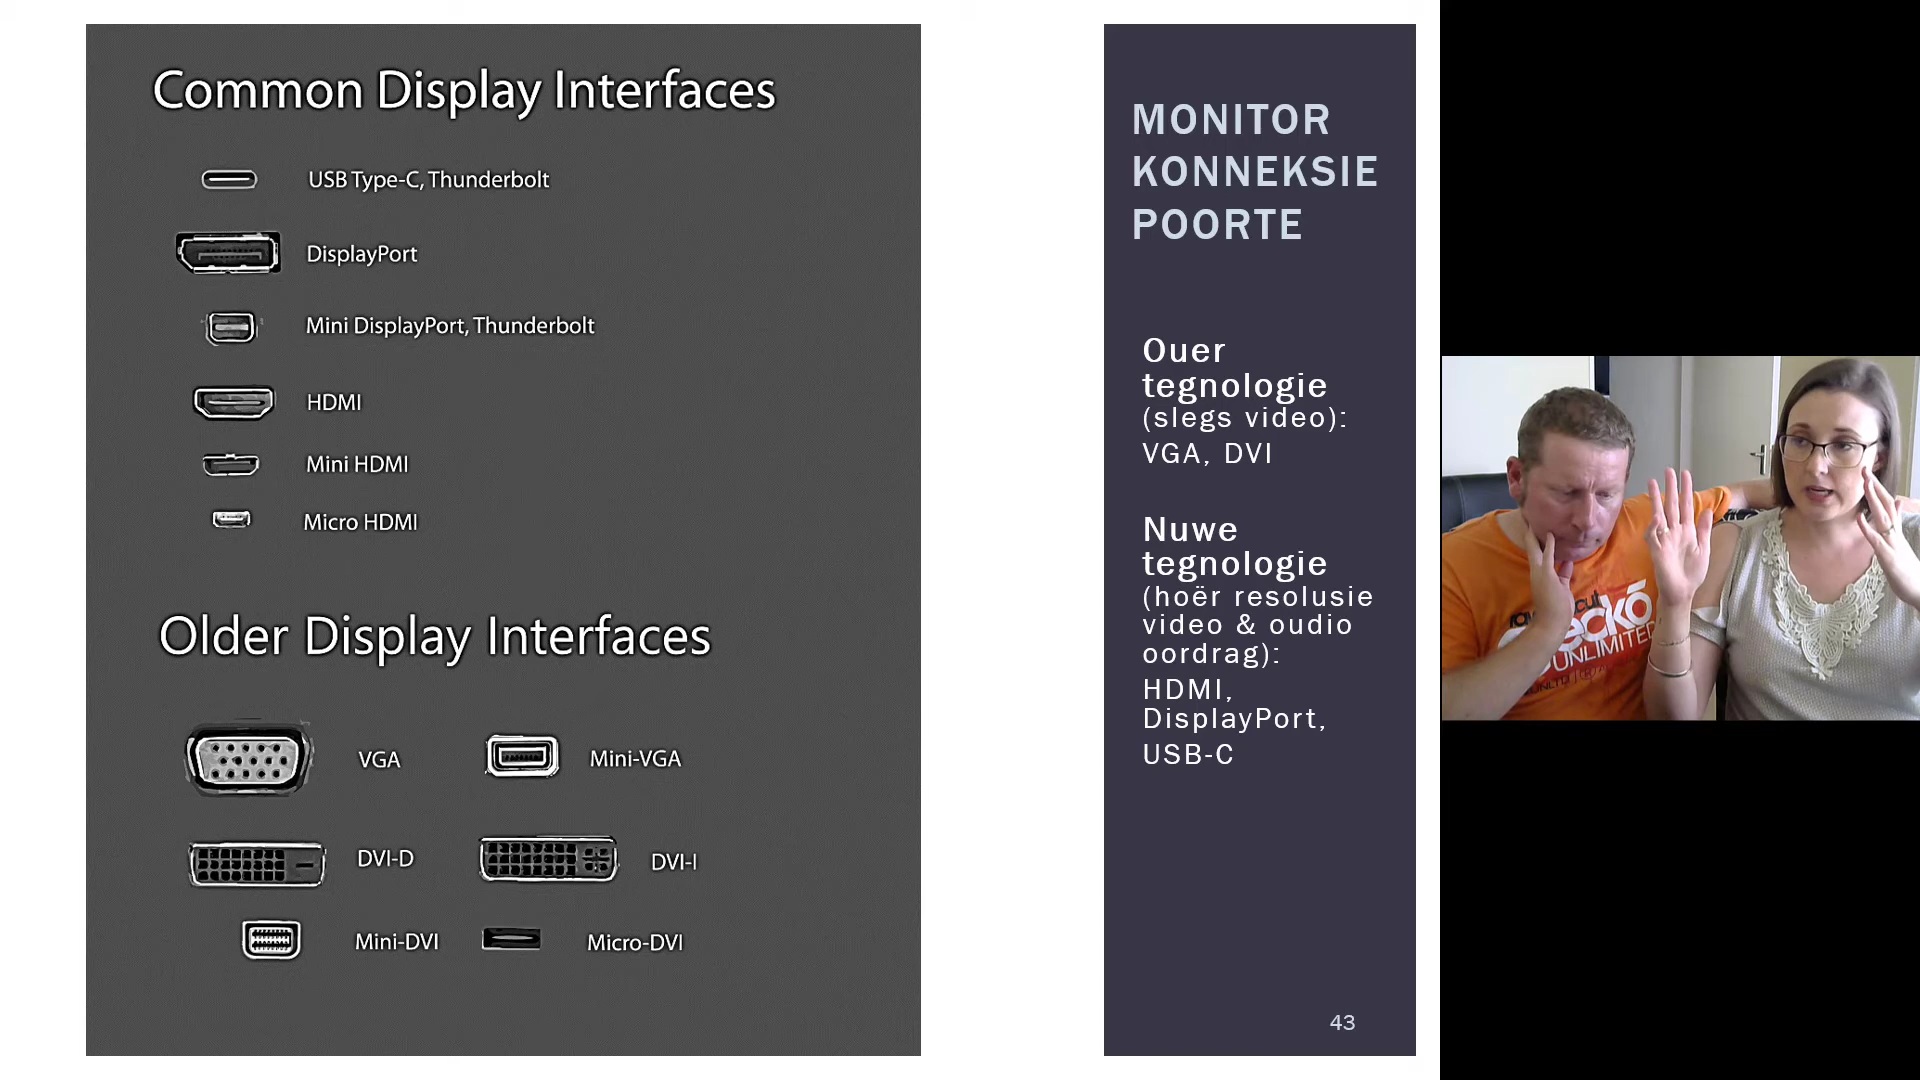 Common Display Interfaces
USB Type-C, Thunderbolt
DisplayPort
Mini DisplayPort, Thunderbolt
HDMI
Mini HDMI
Micro HDMI
Older Display Interfaces
VGA
Mini-VGA
DVI-D
DVI-I
Mini-DVI
Micro-DVI
MONITOR
KONNEKSIE
POORTE
Ouer
tegnologie
(slegs video):
VGA, DVI
Nuwe
tegnologie
(hoër resolusie
video & oudio
oordrag):
HDMI,
DisplayPort,
USB-C
43
UNLIMITED